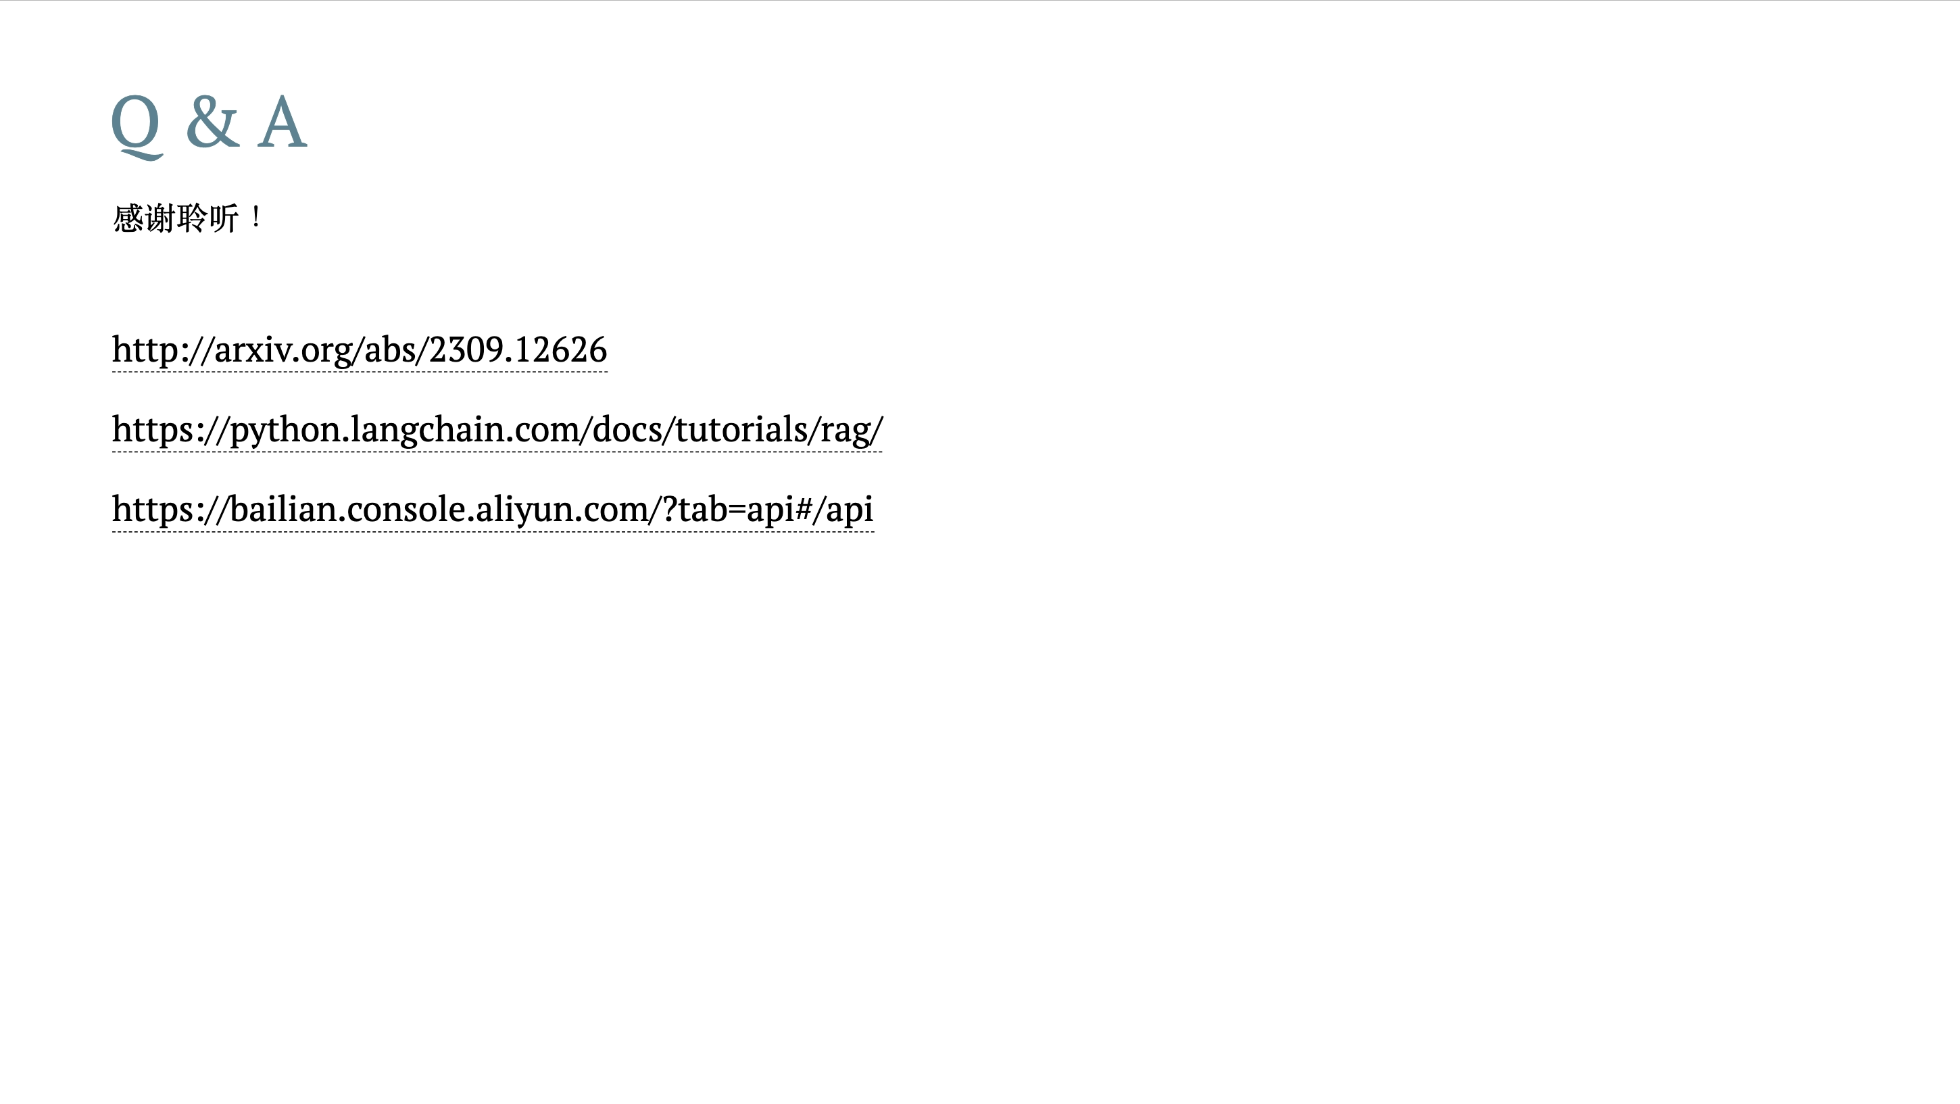 Q & A
感谢聆听！
http://arxiv.org/abs/2309.12626
https://python.langchain.com/docs/tutorials/rag/
https://bailian.console.aliyun.com/?tab=api#/api